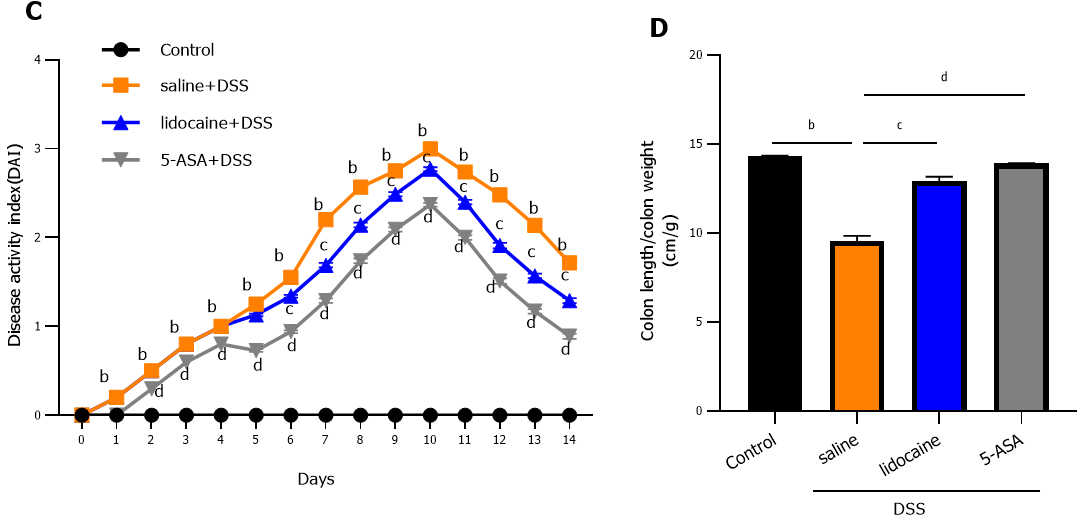 C
Control
saline+DSS
lidocaine+DSS
5-ASA+DSS
Disease activity index(DAI)
4
3
2
1
0
b b b b b b b b b b b b b b
c c c c c c c c c
d d d d d d d d d d d d d
0 1 2 3 4 5 6 7 8 9 10 11 12 13 14
Days
D
Colon length/colon weight
(cm/g)
20
15
10
5
0
d
b c
Control saline lidocaine 5-ASA
DSS